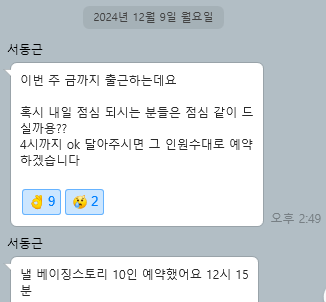 2024년 12월 9일 월요일
서동근
이번 주 금까지 출근하는데요
혹시 내일 점심 되시는 분들은 점심 같이 드
실까용??
4시까지 ok 달아주시면 그 인원수대로 예약
하겠습니다
👌 9 😢 2
오후 2:49
서동근
낼 베이징스토리 10인 예약했어요 12시 15
분